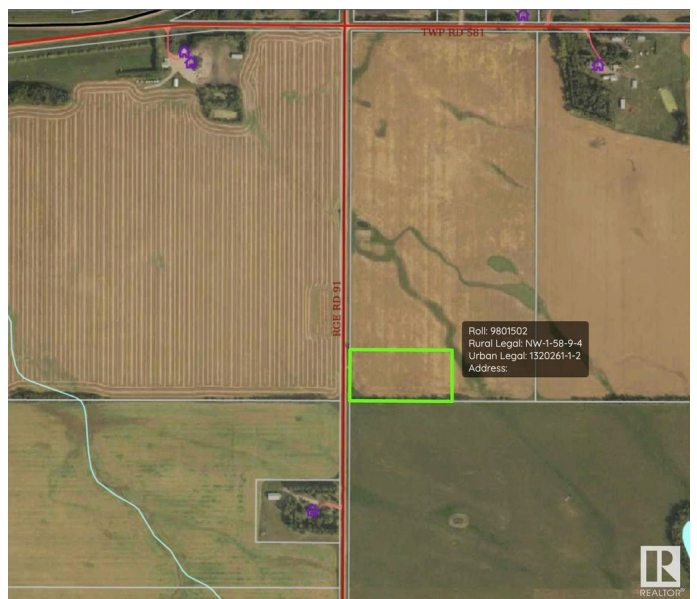 TWP RD 581
RGE RD 91
Roll: 9801502
Rural Legal: NW-1-58-9-4
Urban Legal: 1320261-1-2
Address:
R
REALTOR®